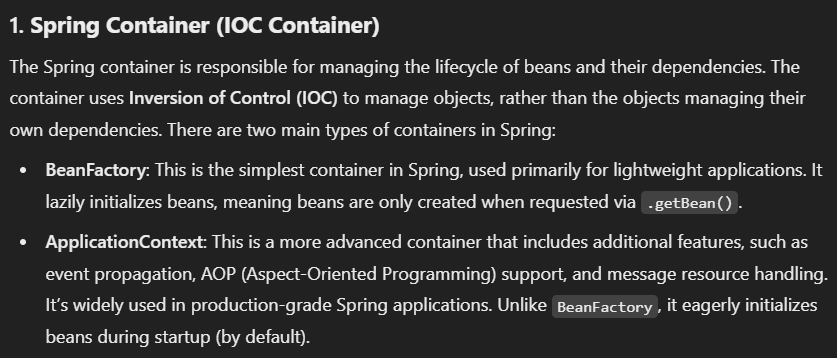 1. Spring Container (IOC Container)
The Spring container is responsible for managing the lifecycle of beans and their dependencies. The
container uses Inversion of Control (IOC) to manage objects, rather than the objects managing their
own dependencies. There are two main types of containers in Spring:
• BeanFactory: This is the simplest container in Spring, used primarily for lightweight applications. It
lazily initializes beans, meaning beans are only created when requested via .getBean().
• ApplicationContext: This is a more advanced container that includes additional features, such as
event propagation, AOP (Aspect-Oriented Programming) support, and message resource handling.
It’s widely used in production-grade Spring applications. Unlike BeanFactory, it eagerly initializes
beans during startup (by default).